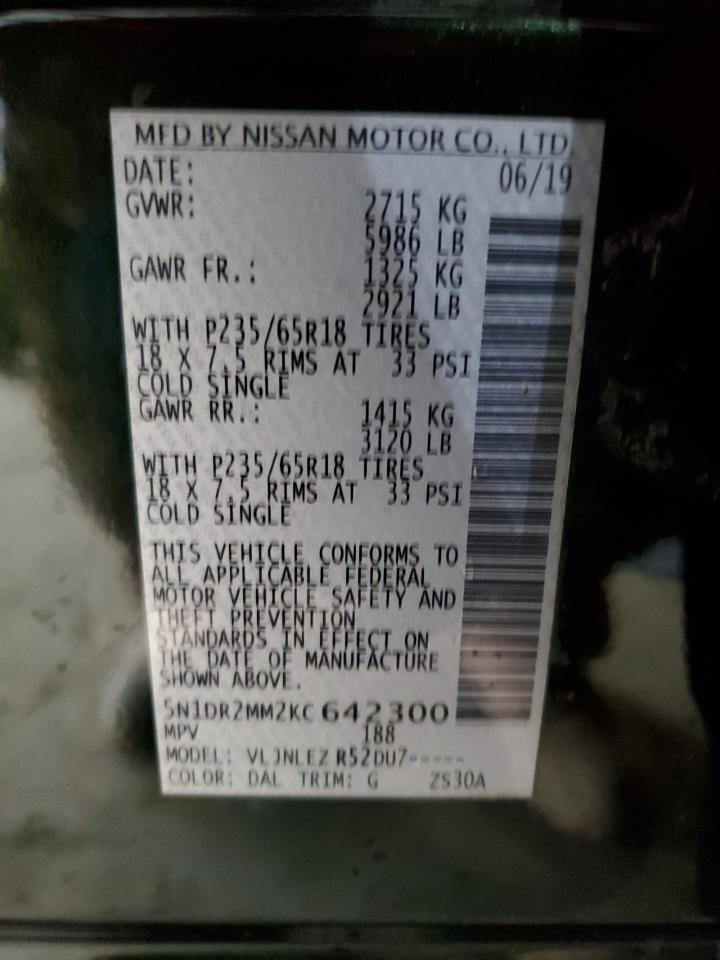 MFD BY NISSAN MOTOR CO., LTD.
DATE: 06/19
GVWR: 2715 KG
5986 LB
GAWR FR.: 1325 KG
2921 LB
WITH P235/65R18 TIRES
18 X 7.5 RIMS AT 33 PSI
COLD SINGLE
GAWR RR.: 1415 KG
3120 LB
WITH P235/65R18 TIRES
18 X 7.5 RIMS AT 33 PSI
COLD SINGLE
THIS VEHICLE CONFORMS TO
ALL APPLICABLE FEDERAL
MOTOR VEHICLE SAFETY AND
THEFT PREVENTION
STANDARDS IN EFFECT ON
THE DATE OF MANUFACTURE
SHOWN ABOVE.
5N1DR2MM2KC642300
MPV 188
MODEL: VLJNLEZ R52DU7-----
COLOR: DAL TRIM: G ZS30A